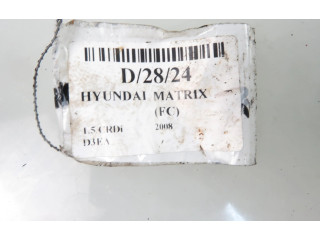 D/28/24
HYUNDAI MATRIX
(FC)
1.5 CRDi 2008
D3EA